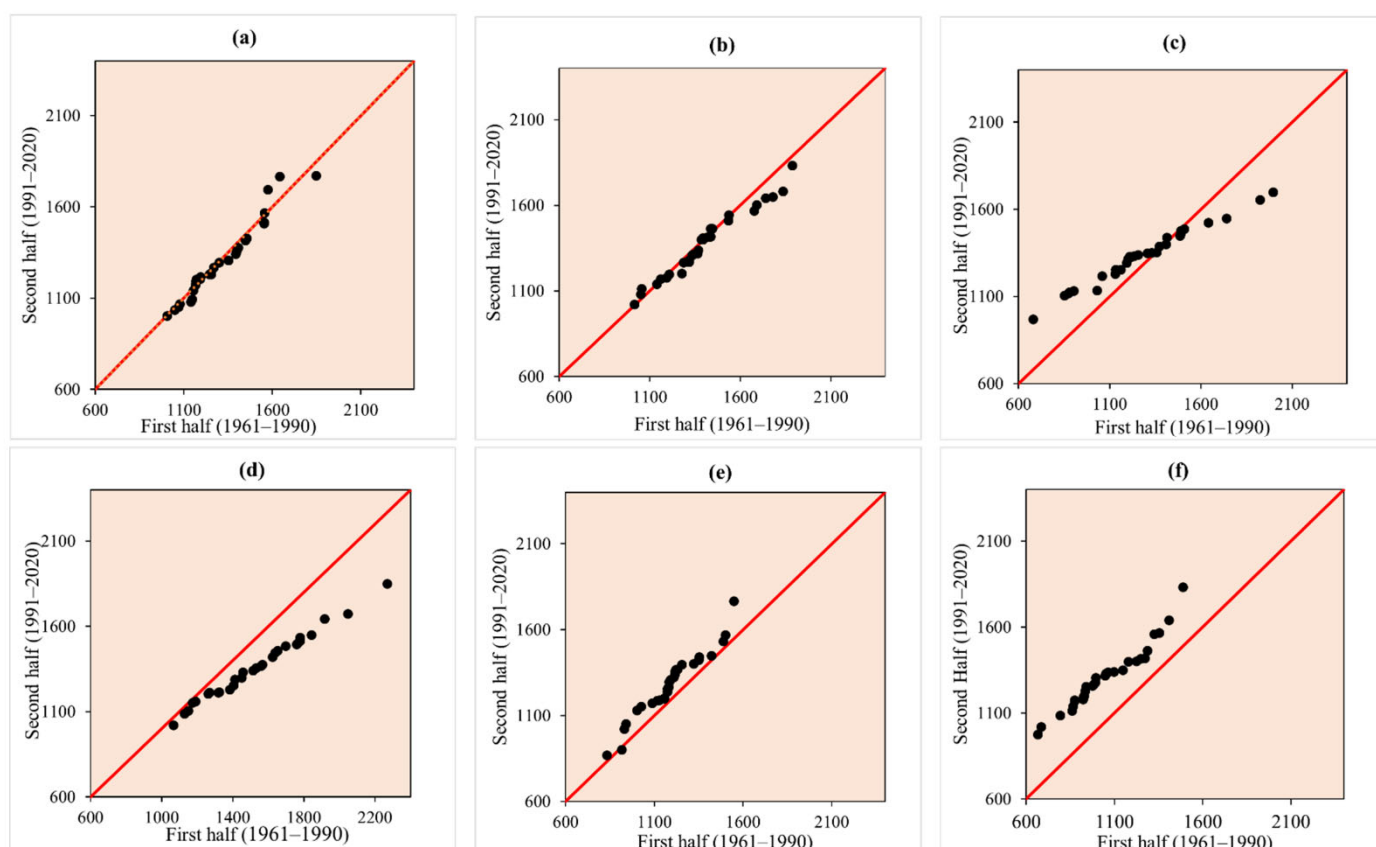 (a)
Second half (1991–2020)
2100
1600
1100
600
600 1100 1600 2100
First half (1961–1990)
(b)
Second half (1991–2020)
2100
1600
1100
600
600 1100 1600 2100
First half (1961–1990)
(c)
Second half (1991–2020)
2100
1600
1100
600
600 1100 1600 2100
First half (1961–1990)
(d)
Second half (1991–2020)
2100
1600
1100
600
600 1000 1400 1800 2200
First half (1961–1990)
(e)
Second half (1991–2020)
2100
1600
1100
600
600 1100 1600 2100
First half (1961–1990)
(f)
Second Half (1991–2020)
2100
1600
1100
600
600 1100 1600 2100
First half (1961–1990)